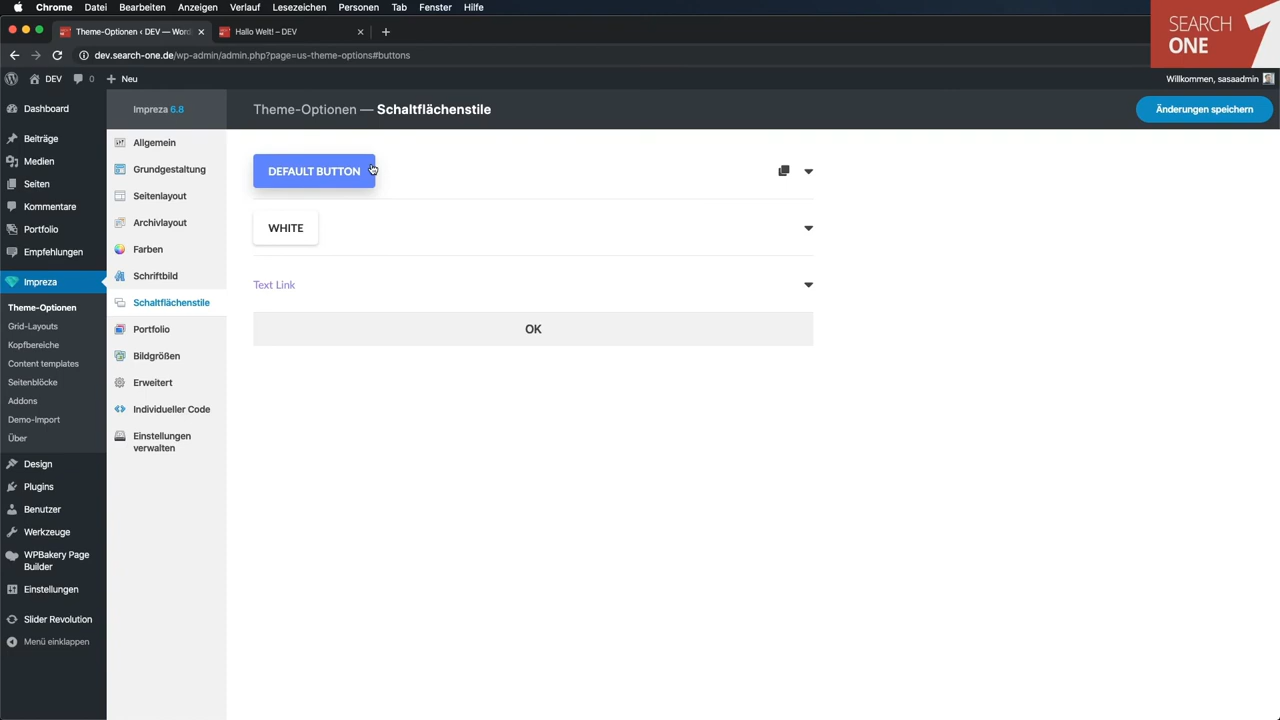 Chrome Datei Bearbeiten Anzeigen Verlauf Lesezeichen Personen Tab Fenster Hilfe
Theme-Optionen ‹ DEV — Word
Hallo Welt! – DEV
dev.search-one.de/wp-admin/admin.php?page=us-theme-options#buttons
SEARCH
ONE 1
DEV 0 Neu
Willkommen, sasaadmin
Dashboard
Beiträge
Medien
Seiten
Kommentare
Portfolio
Empfehlungen
Impreza
Theme-Optionen
Grid-Layouts
Kopfbereiche
Content templates
Seitenblöcke
Addons
Demo-Import
Über
Design
Plugins
Benutzer
Werkzeuge
WPBakery Page
Builder
Einstellungen
Slider Revolution
Menü einklappen
Impreza 6.8
Allgemein
Grundgestaltung
Seitenlayout
Archivlayout
Farben
Schriftbild
Schaltflächenstile
Portfolio
Bildgrößen
Erweitert
Individueller Code
Einstellungen
verwalten
Theme-Optionen — Schaltflächenstile
Änderungen speichern
DEFAULT BUTTON
WHITE
Text Link
OK